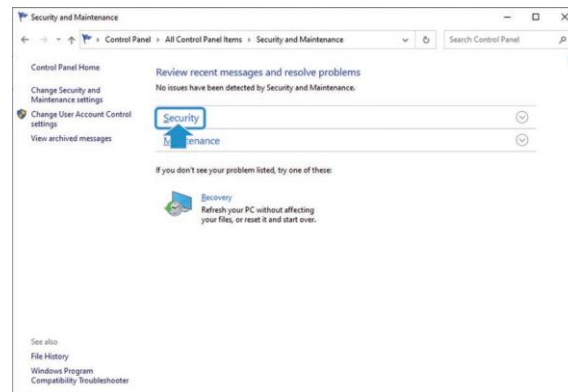 Security and Maintenance
Control Panel > All Control Panel Items > Security and Maintenance
Search Control Panel
Control Panel Home
Change Security and
Maintenance settings
Change User Account Control
settings
View archived messages
Review recent messages and resolve problems
No issues have been detected by Security and Maintenance.
Security
If you don't see your problem listed, try one of these:
Recovery
Refresh your PC without affecting
your files, or reset it and start over.
See also
File History
Windows Program
Compatibility Troubleshooter